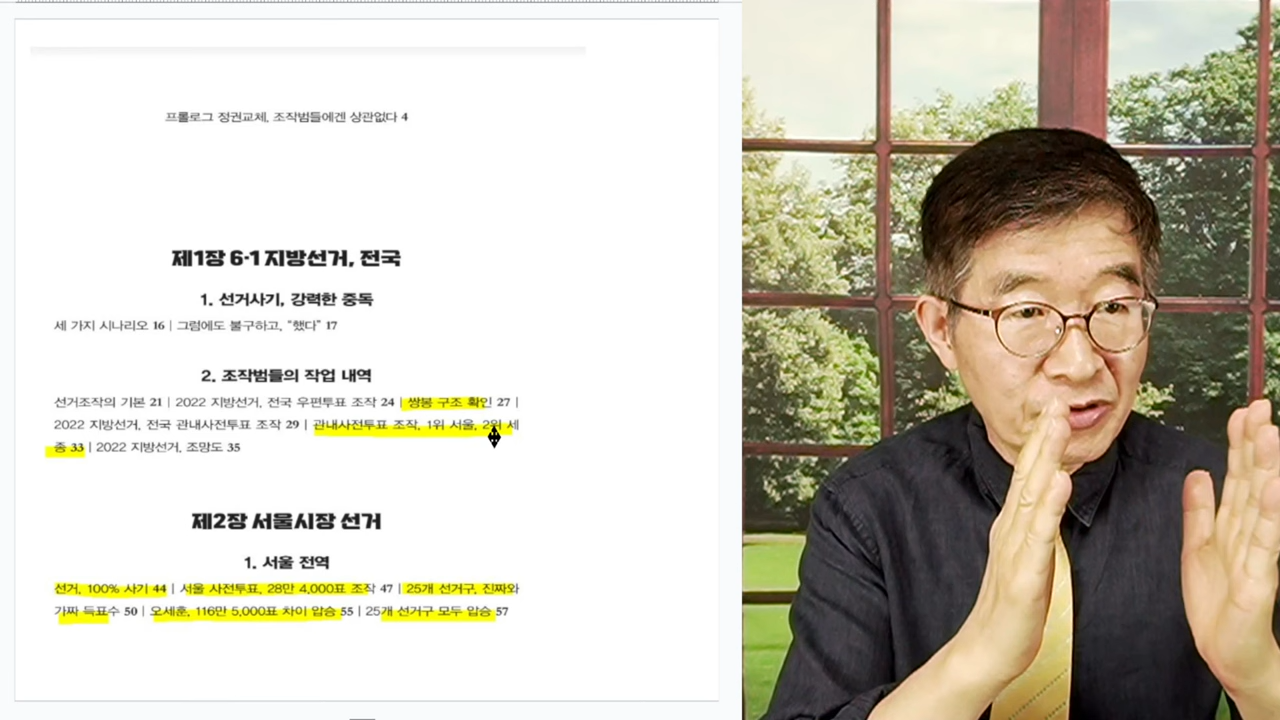 프롤로그 정권교체, 조작범들에겐 상관없다 4
제1장 6·1 지방선거, 전국
1. 선거사기, 강력한 중독
세 가지 시나리오 16 | 그럼에도 불구하고, “했다” 17
2. 조작범들의 작업 내역
선거조작의 기본 21 | 2022 지방선거, 전국 우편투표 조작 24 | 쌍봉 구조 확인 27 |
2022 지방선거, 전국 관내사전투표 조작 29 | 관내사전투표 조작, 1위 서울, 2위 세
종 33 | 2022 지방선거, 조망도 35
제2장 서울시장 선거
1. 서울 전역
선거, 100% 사기 44 | 서울 사전투표, 28만 4,000표 조작 47 | 25개 선거구, 진짜와
가짜 득표수 50 | 오세훈, 116만 5,000표 차이 압승 55 | 25개 선거구 모두 압승 57